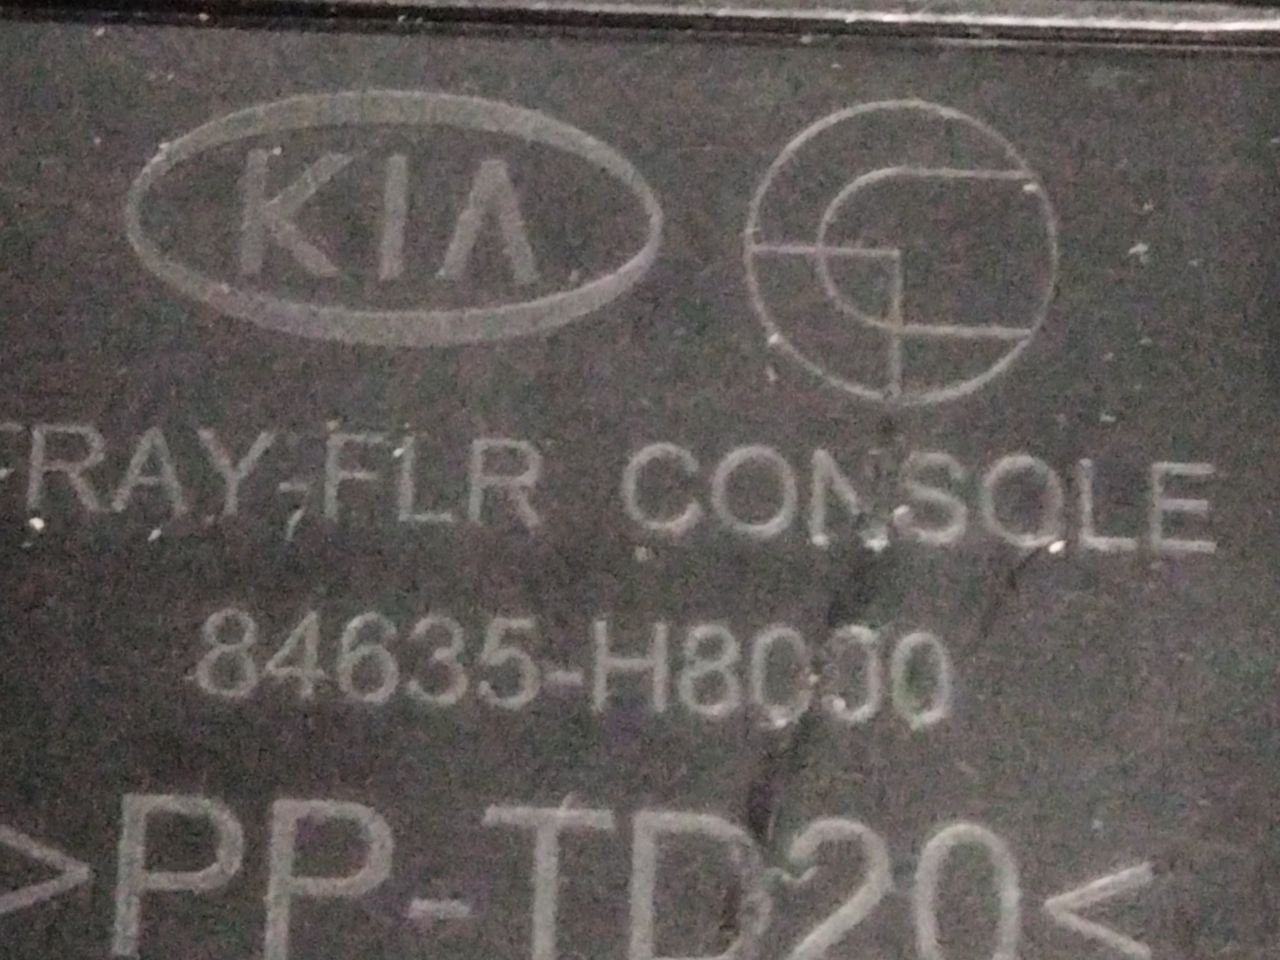 KIA
TRAY-FLR CONSOLE
84635-H8000
>PP-TD20<